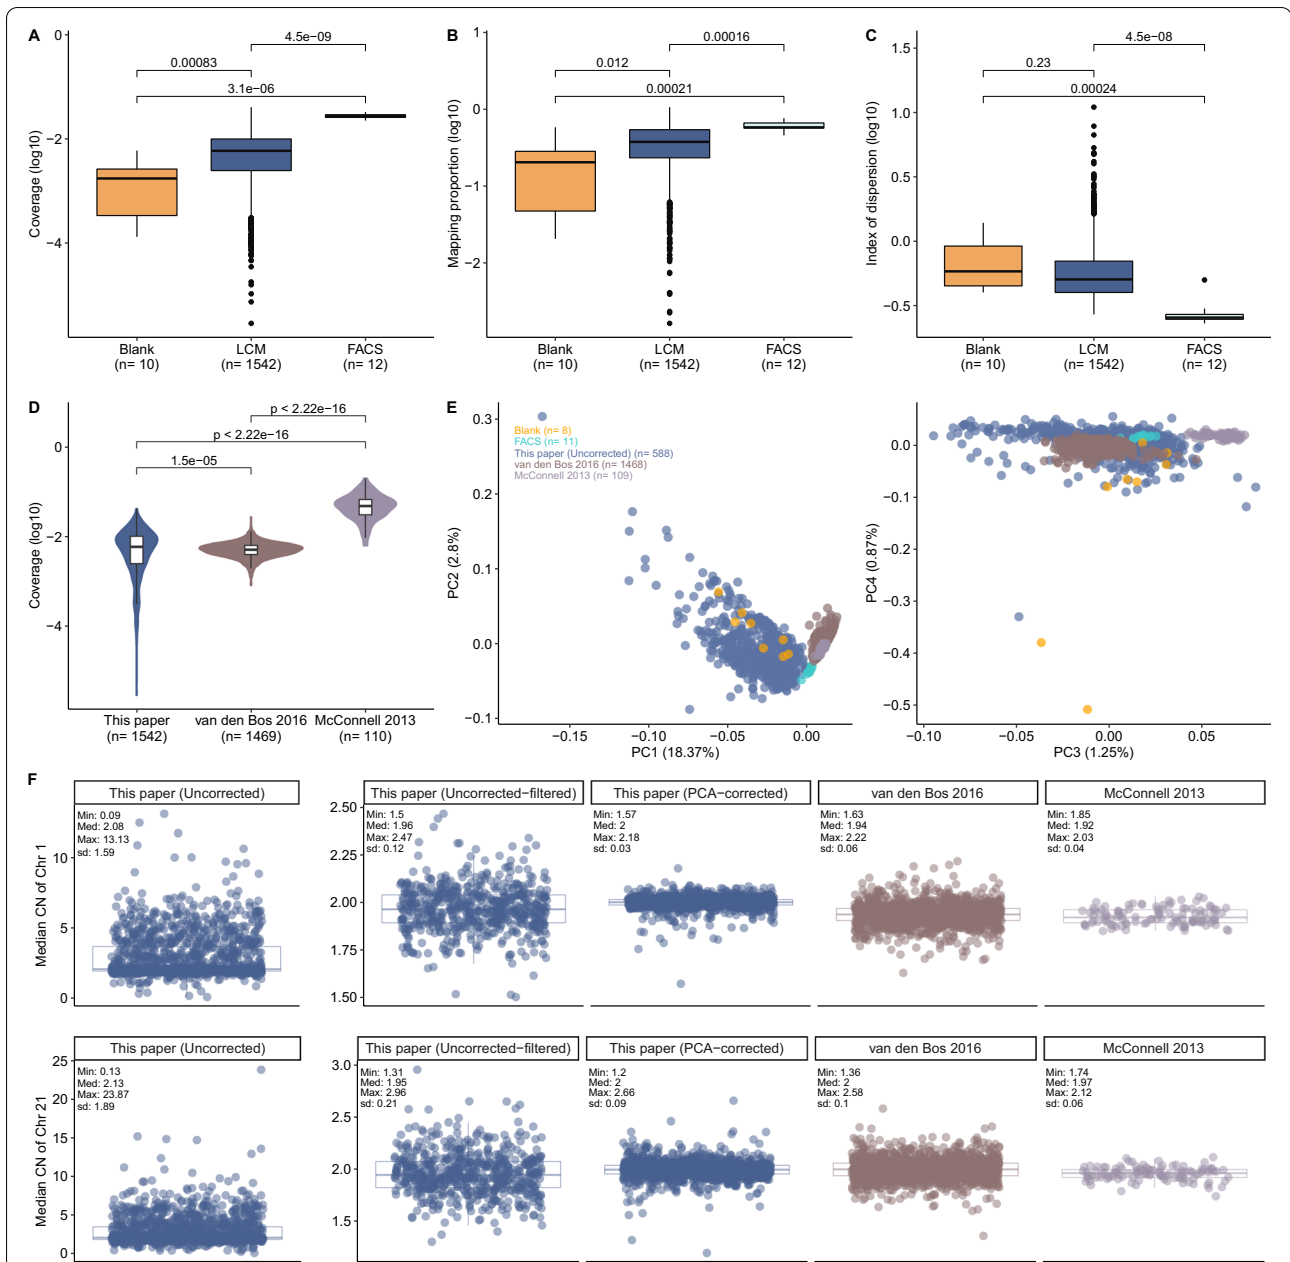 A
Coverage (log10)
0
−2
−4
4.5e−09
0.00083
3.1e−06
Blank
(n= 10)
LCM
(n= 1542)
FACS
(n= 12)
B
Mapping proportion (log10)
1
0
−1
−2
0.00016
0.012
0.00021
Blank
(n= 10)
LCM
(n= 1542)
FACS
(n= 12)
C
Index of dispersion (log10)
1.5
1.0
0.5
0.0
−0.5
4.5e−08
0.23
0.00024
Blank
(n= 10)
LCM
(n= 1542)
FACS
(n= 12)
D
Coverage (log10)
0
−2
−4
p < 2.22e−16
p < 2.22e−16
1.5e−05
This paper
(n= 1542)
van den Bos 2016
(n= 1469)
McConnell 2013
(n= 110)
E
PC2 (2.8%)
0.3
0.2
0.1
0.0
−0.1
Blank (n= 8)
FACS (n= 11)
This paper (Uncorrected) (n= 588)
van den Bos 2016 (n= 1468)
McConnell 2013 (n= 109)
−0.15
−0.10
−0.05
0.00
PC1 (18.37%)
PC4 (0.87%)
0.0
−0.1
−0.2
−0.3
−0.4
−0.5
−0.10
−0.05
0.00
0.05
PC3 (1.25%)
F
Median CN of Chr 1
10
5
0
This paper (Uncorrected)
Min: 0.09
Med: 2.08
Max: 13.13
sd: 1.59
2.50
2.25
2.00
1.75
1.50
This paper (Uncorrected−filtered)
Min: 1.5
Med: 1.96
Max: 2.47
sd: 0.12
This paper (PCA−corrected)
Min: 1.57
Med: 2
Max: 2.18
sd: 0.03
van den Bos 2016
Min: 1.63
Med: 1.94
Max: 2.22
sd: 0.06
McConnell 2013
Min: 1.85
Med: 1.92
Max: 2.03
sd: 0.04
Median CN of Chr 21
25
20
15
10
5
0
This paper (Uncorrected)
Min: 0.13
Med: 2.13
Max: 23.87
sd: 1.89
3.0
2.5
2.0
1.5
This paper (Uncorrected−filtered)
Min: 1.31
Med: 1.95
Max: 2.96
sd: 0.21
This paper (PCA−corrected)
Min: 1.2
Med: 2
Max: 2.66
sd: 0.09
van den Bos 2016
Min: 1.36
Med: 2
Max: 2.58
sd: 0.1
McConnell 2013
Min: 1.74
Med: 1.97
Max: 2.12
sd: 0.06